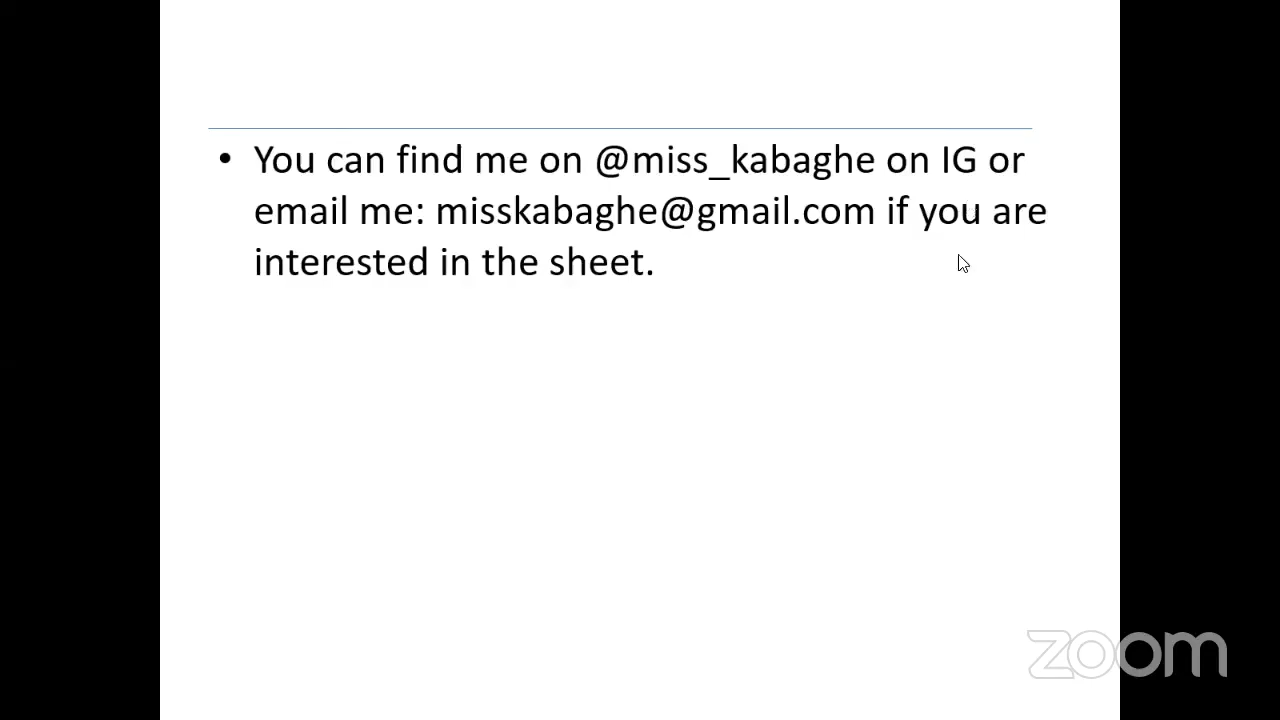 • You can find me on @miss_kabaghe on IG or
email me: misskabaghe@gmail.com if you are
interested in the sheet.
zoom